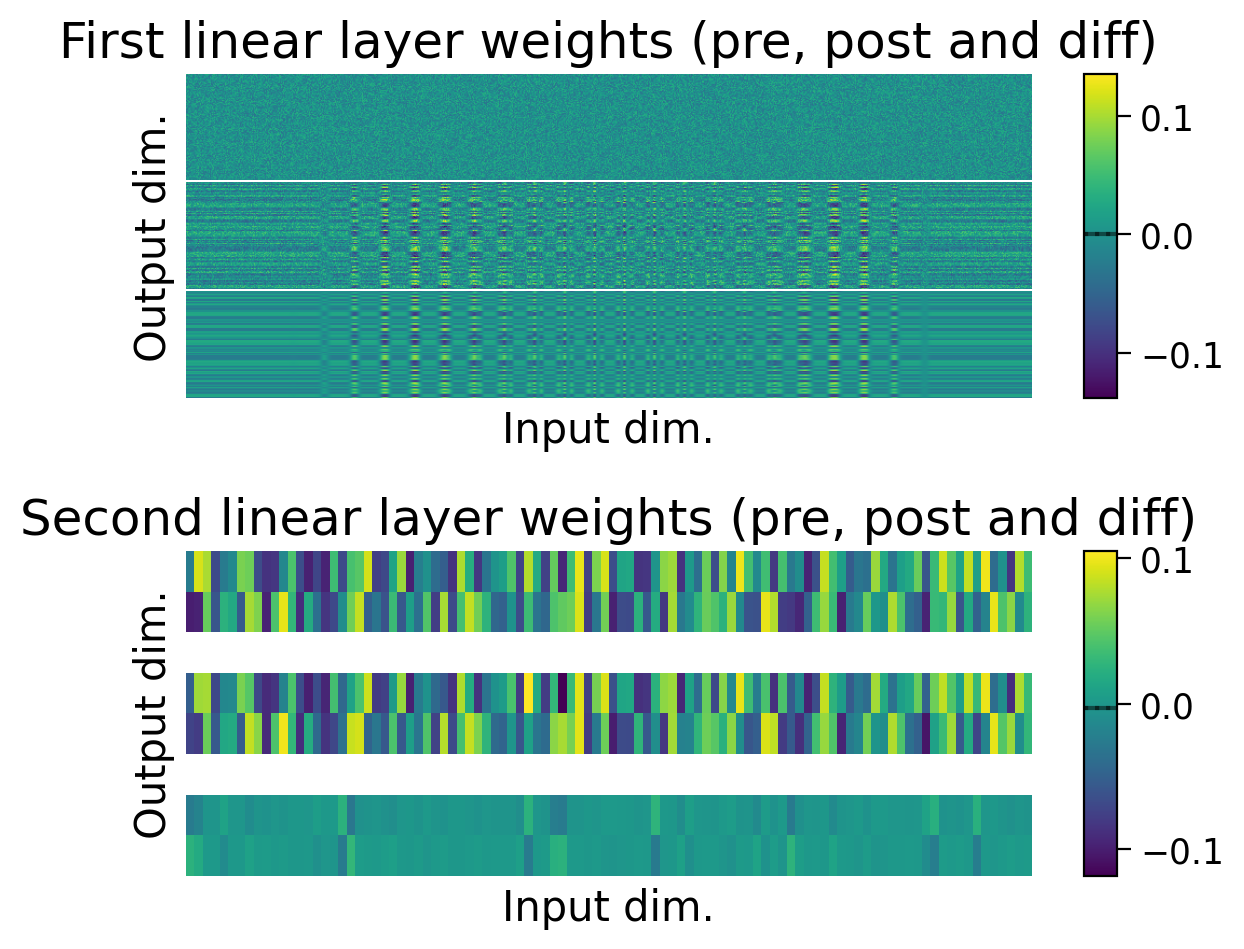 First linear layer weights (pre, post and diff)
Output dim.
0.1
0.0
−0.1
Input dim.
Second linear layer weights (pre, post and diff)
Output dim.
0.1
0.0
−0.1
Input dim.